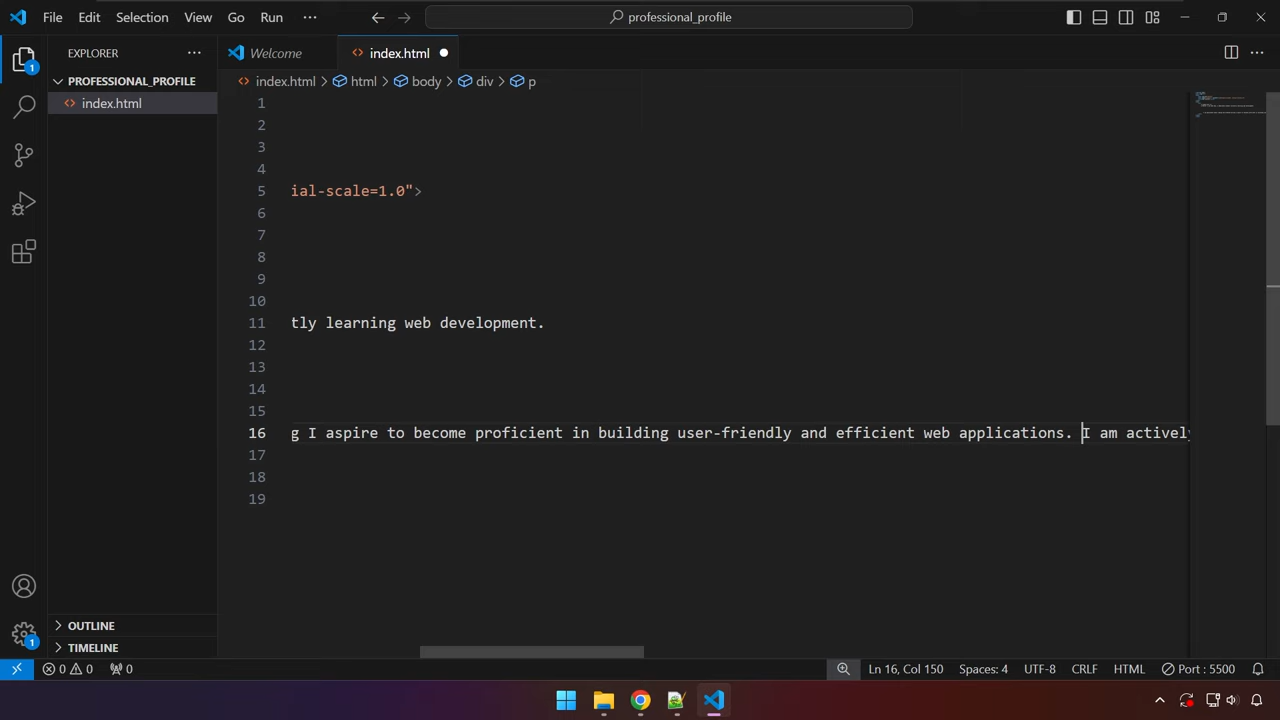 File Edit Selection View Go Run ··· professional_profile
EXPLORER ··· Welcome index.html
PROFESSIONAL_PROFILE index.html > html > body > div > p
index.html
1
2
3
4
5 ial-scale=1.0">
6
7
8
9
10
11 tly learning web development.
12
13
14
15
16 g I aspire to become proficient in building user-friendly and efficient web applications. I am actively
17
18
19
1
OUTLINE
TIMELINE
1
0 0 0 Ln 16, Col 150 Spaces: 4 UTF-8 CRLF HTML Port : 5500